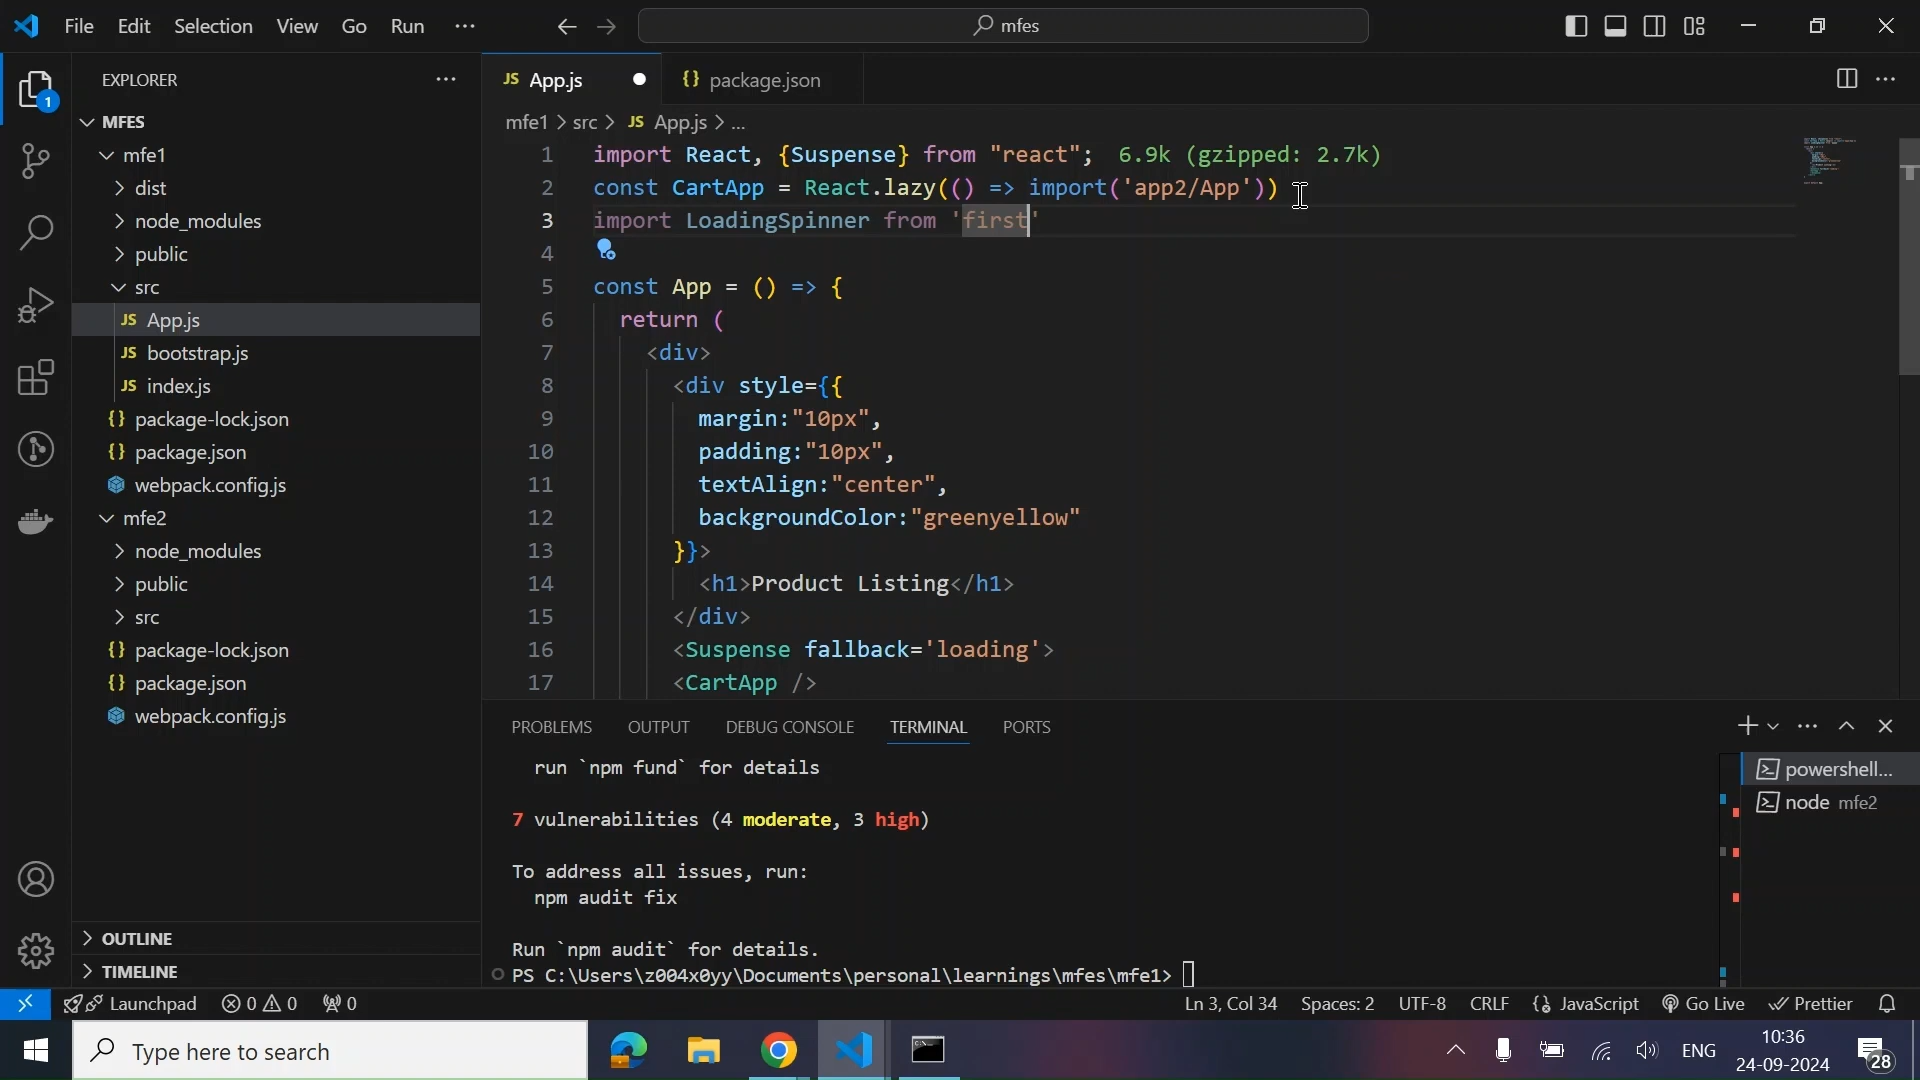 File Edit Selection View Go Run ...
mfes
EXPLORER
MFES
mfe1
dist
node_modules
public
src
JS App.js
JS bootstrap.js
JS index.js
{} package-lock.json
{} package.json
webpack.config.js
mfe2
node_modules
public
src
{} package-lock.json
{} package.json
webpack.config.js
OUTLINE
TIMELINE
1
JS App.js
{} package.json
mfe1 > src > JS App.js > ...
1 import React, {Suspense} from "react"; 6.9k (gzipped: 2.7k)
2 const CartApp = React.lazy(() => import('app2/App'))
3 import LoadingSpinner from 'first'
4
5 const App = () => {
6 return (
7 <div>
8 <div style={{
9 margin:"10px",
10 padding:"10px",
11 textAlign:"center",
12 backgroundColor:"greenyellow"
13 }}>
14 <h1>Product Listing</h1>
15 </div>
16 <Suspense fallback='loading'>
17 <CartApp />
PROBLEMS OUTPUT DEBUG CONSOLE TERMINAL PORTS
run `npm fund` for details
7 vulnerabilities (4 moderate, 3 high)
To address all issues, run:
npm audit fix
Run `npm audit` for details.
PS C:\Users\z004x0yy\Documents\personal\learnings\mfes\mfe1>
powershell...
node mfe2
Launchpad 0 0 0
Ln 3, Col 34 Spaces: 2 UTF-8 CRLF {} JavaScript Go Live Prettier
Type here to search
ENG
10:36
24-09-2024
28